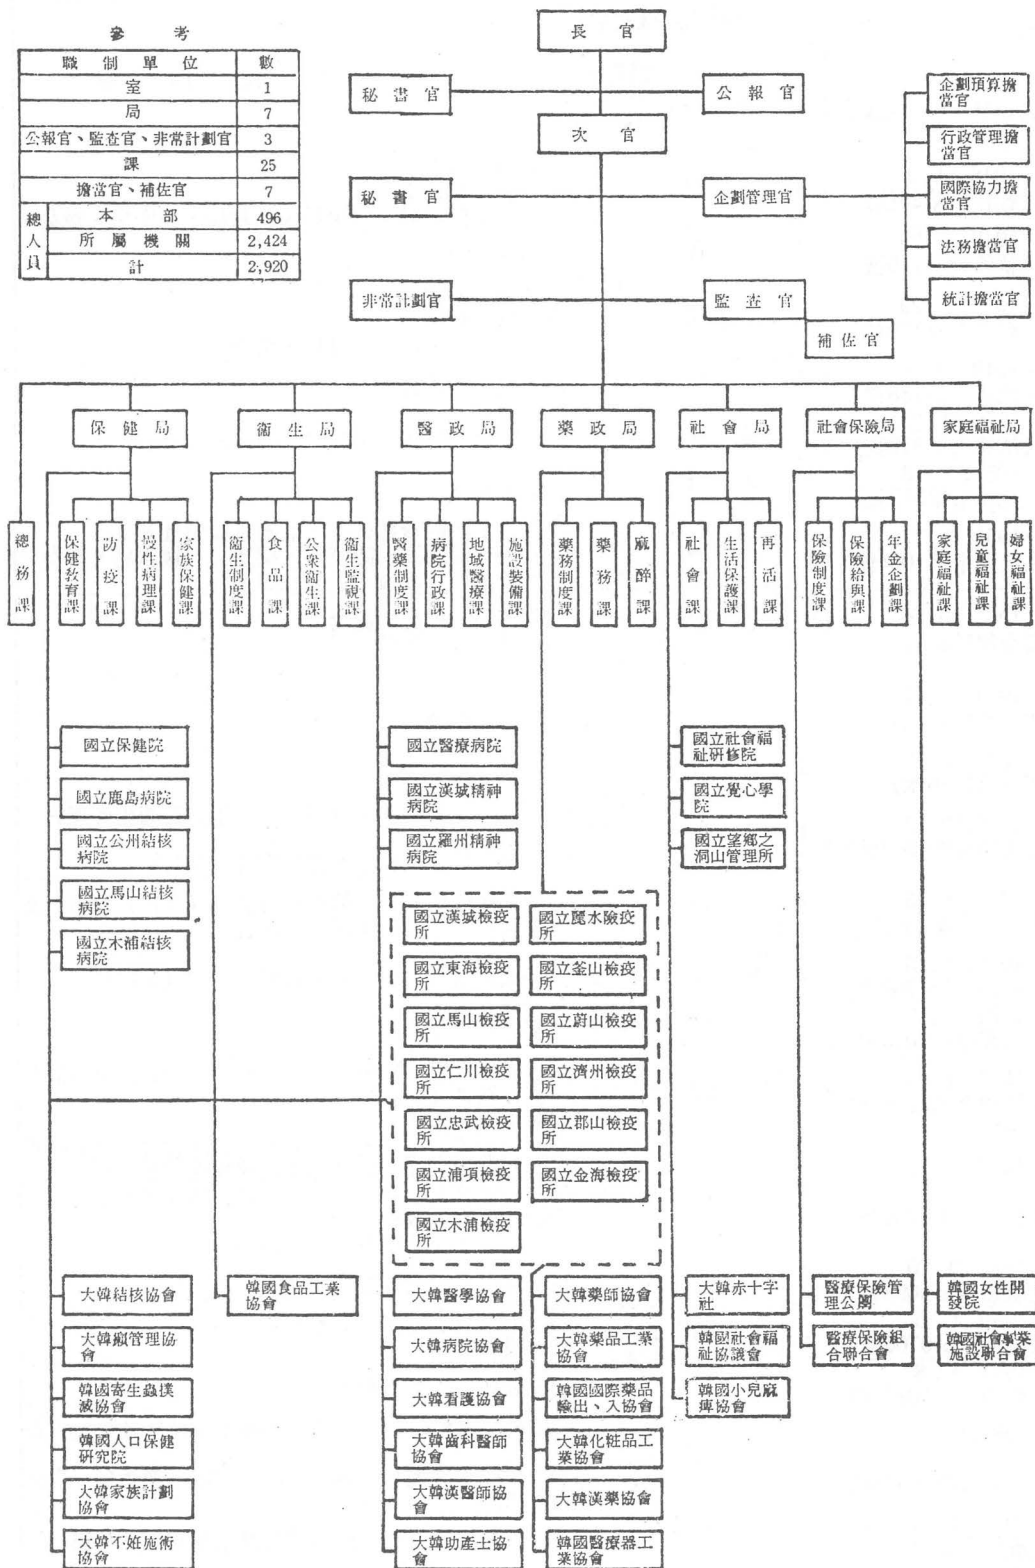 參考
職制單位 數
室 1
局 7
公報官、監查官、非常計劃官 3
課 25
擔當官、補佐官 7
總人員
本部 496
所屬機關 2,424
計 2,920
長官
秘書官
公報官
次官
秘書官
企劃管理官
企劃預算擔
當官
行政管理擔
當官
國際協力擔
當官
法務擔當官
統計擔當官
非常計劃官
監查官
補佐官
保健局
衞生局
醫政局
藥政局
社會局
社會保險局
家庭福祉局
總務課
保健教育課
防疫課
慢性病理課
家族保健課
衞生制度課
食品課
公衆衞生課
衞生監視課
醫藥制度課
病院行政課
地域醫療課
施設裝備課
藥務制度課
藥務課
麻醉課
社會課
生活保護課
再活課
保險制度課
保險給與課
年金企劃課
家庭福祉課
兒童福祉課
婦女福祉課
國立保健院
國立鹿島病院
國立公州結核
病院
國立馬山結核
病院
國立木浦結核
病院
國立醫療病院
國立漢城精神
病院
國立羅州精神
病院
國立社會福
祉研修院
國立覺心學
院
國立望鄉之
洞山管理所
國立漢城檢疫
所
國立麗水險疫
所
國立東海檢疫
所
國立釜山檢疫
所
國立馬山檢疫
所
國立蔚山檢疫
所
國立仁川檢疫
所
國立濟州檢疫
所
國立忠武檢疫
所
國立郡山檢疫
所
國立浦項檢疫
所
國立金海檢疫
所
國立木浦檢疫
所
大韓結核協會
大韓癩管理協
會
韓國寄生蟲撲
滅協會
韓國人口保健
硏究院
大韓家族計劃
協會
大韓不姙施術
協會
韓國食品工業
協會
大韓醫學協會
大韓病院協會
大韓看護協會
大韓齒科醫師
協會
大韓漢醫師協
會
大韓助產士協
會
大韓藥師協會
大韓藥品工業
協會
韓國國際藥品
輸出、入協會
大韓化粧品工
業協會
大韓漢藥協會
韓國醫療器工
業協會
大韓赤十字
社
韓國社會福
祉協議會
韓國小兒麻
痺協會
醫療保險管
理公團
醫療保險組
合聯合會
韓國女性開
發院
韓國社會事業
施設聯合會